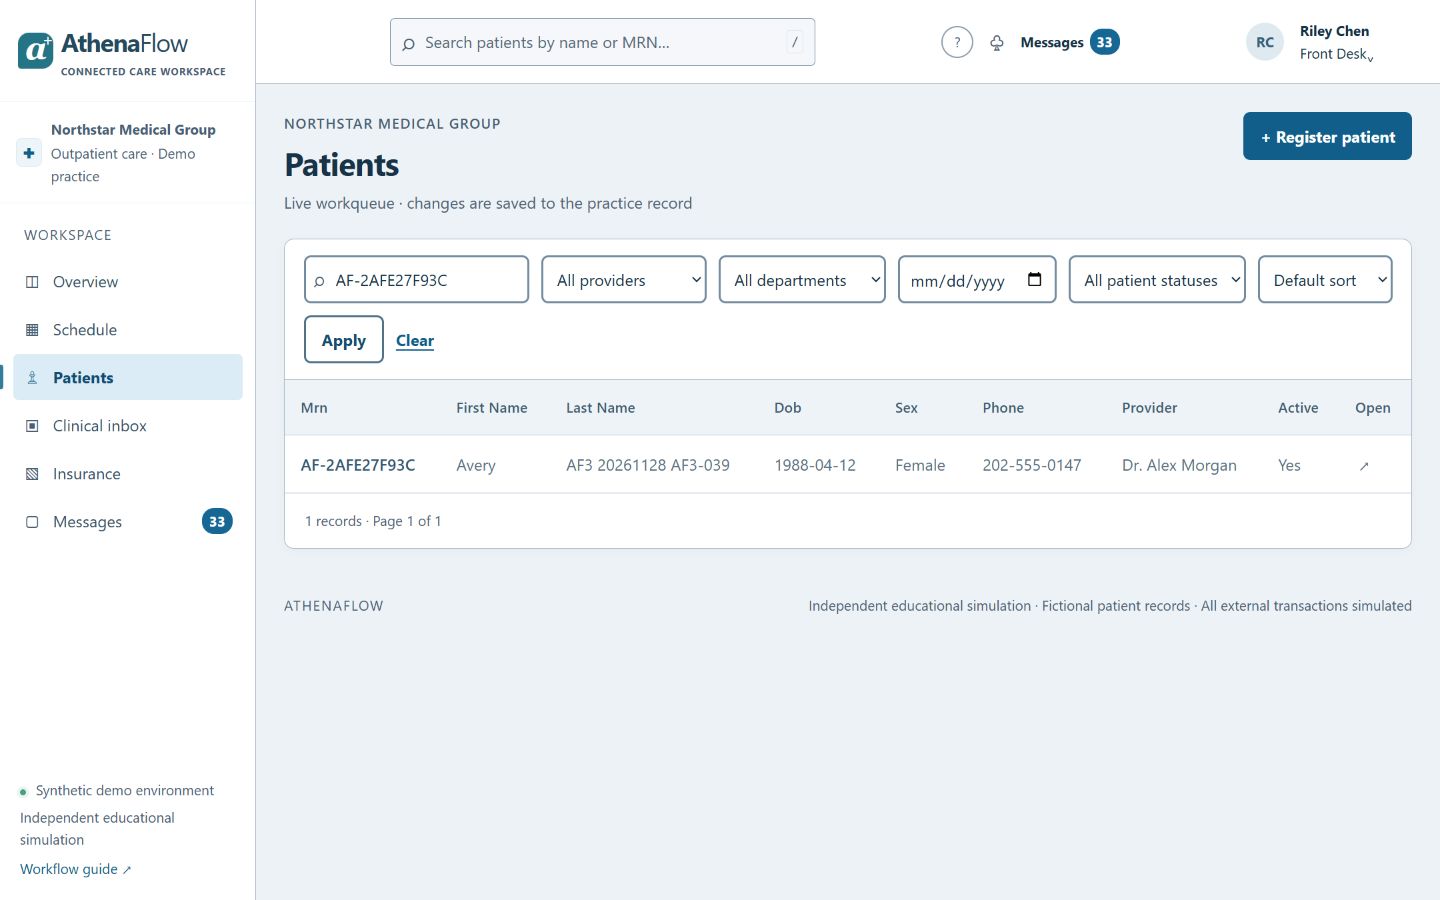 AthenaFlow
CONNECTED CARE WORKSPACE
Search patients by name or MRN...
/
?
Messages 33
RC
Riley Chen
Front Desk
Northstar Medical Group
Outpatient care · Demo
practice
WORKSPACE
Overview
Schedule
Patients
Clinical inbox
Insurance
Messages 33
Synthetic demo environment
Independent educational
simulation
Workflow guide ↗
NORTHSTAR MEDICAL GROUP
Patients
Live workqueue · changes are saved to the practice record
+ Register patient
AF-2AFE27F93C All providers All departments mm/dd/yyyy All patient statuses Default sort
Apply Clear
Mrn First Name Last Name Dob Sex Phone Provider Active Open
AF-2AFE27F93C Avery AF3 20261128 AF3-039 1988-04-12 Female 202-555-0147 Dr. Alex Morgan Yes ↗
1 records · Page 1 of 1
ATHENAFLOW
Independent educational simulation · Fictional patient records · All external transactions simulated